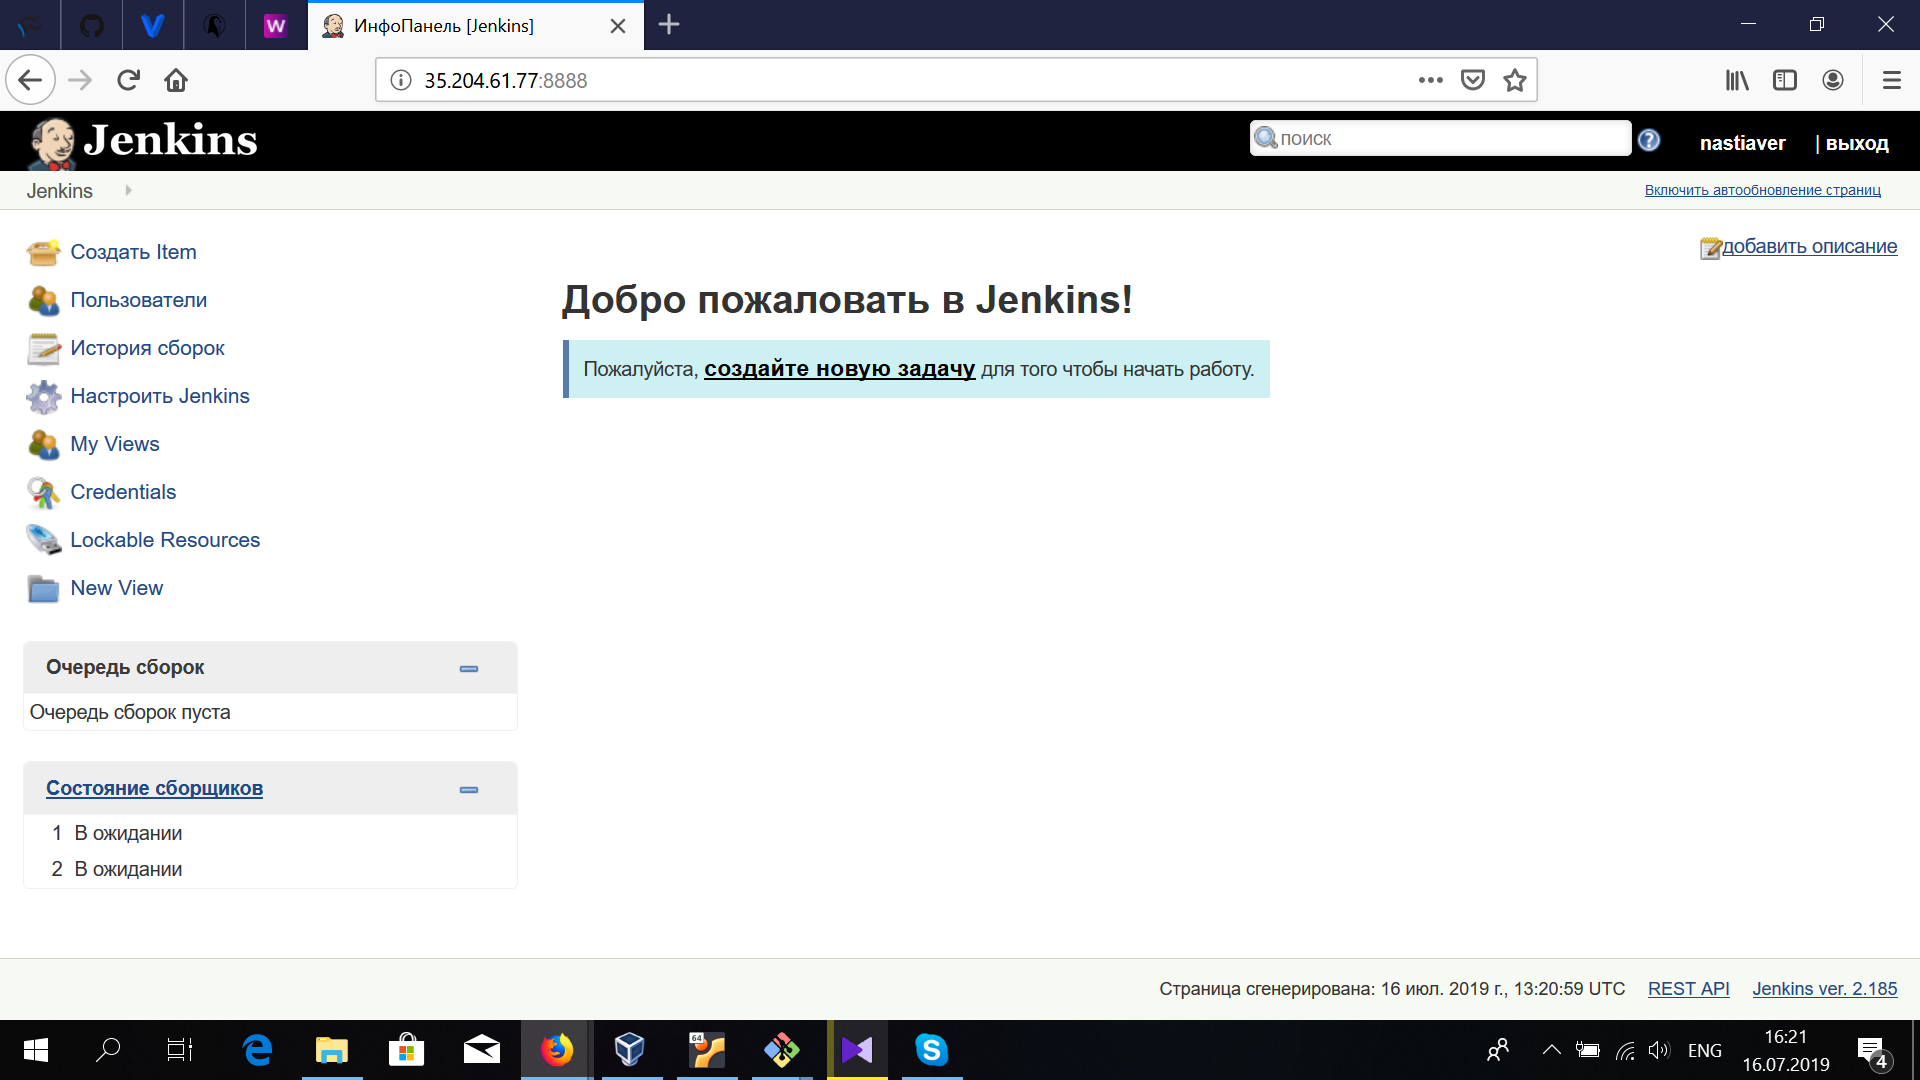 W
ИнфоПанель [Jenkins]
35.204.61.77:8888
Jenkins
поиск
nastiaver
| выход
Jenkins
Включить автообновление страниц
Создать Item
Пользователи
История сборок
Настроить Jenkins
My Views
Credentials
Lockable Resources
New View
добавить описание
Добро пожаловать в Jenkins!
Пожалуйста, создайте новую задачу для того чтобы начать работу.
Очередь сборок
Очередь сборок пуста
Состояние сборщиков
1 В ожидании
2 В ожидании
Страница сгенерирована: 16 июл. 2019 г., 13:20:59 UTC
REST API
Jenkins ver. 2.185
64
ENG
16:21
16.07.2019
4